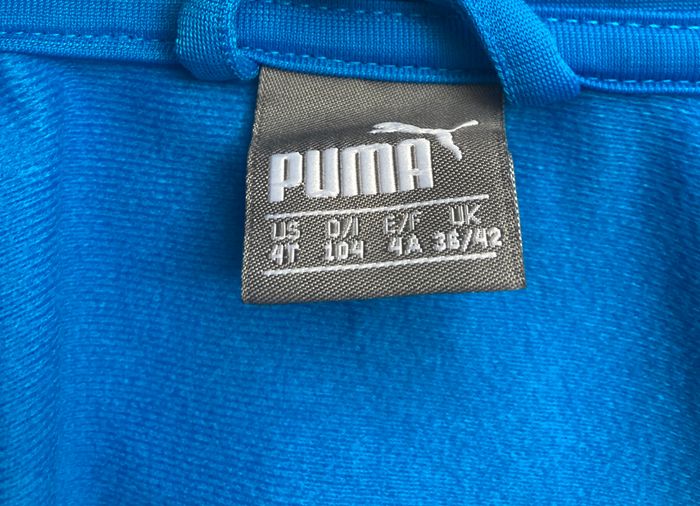 PUMA
US D/I E/F UK
4T 104 4A 36/42